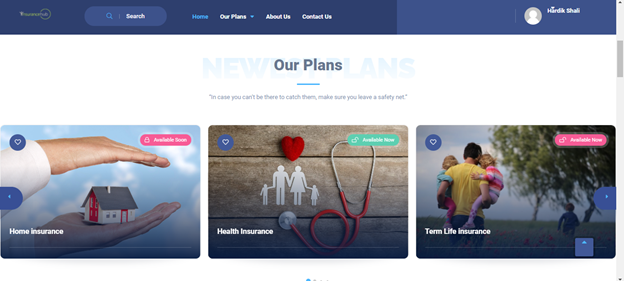 Search
Home
Our Plans
About Us
Contact Us
Hardik Shali
NEWEST PLANS
Our Plans
"In case you can't be there to catch them, make sure you leave a safety net."
Available Soon
Available Now
Available Now
Home insurance
Health Insurance
Term Life insurance